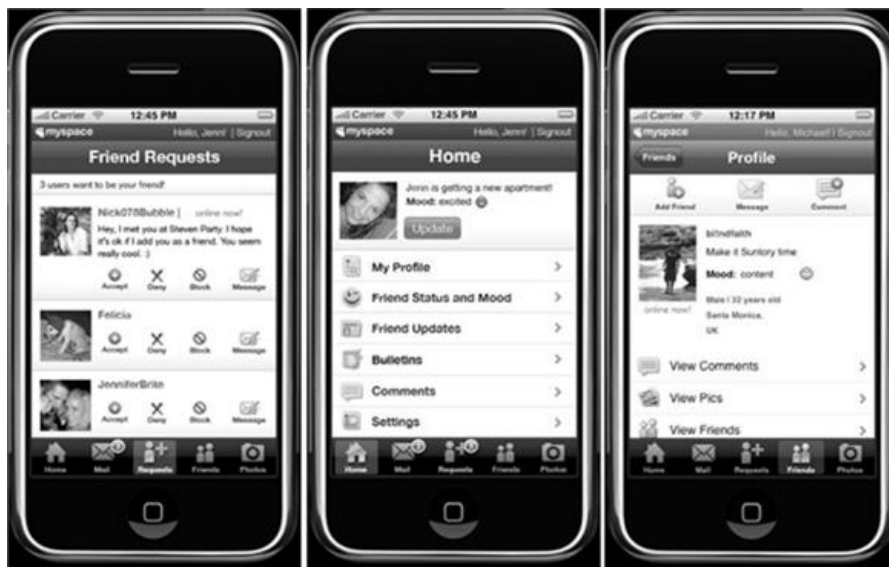 Carrier 12:45 PM
myspace Hello, Jenn! | Signout
Friend Requests
3 users want to be your friend!
Nick078Bubble | online now!
Hey, I met you at Steven Party. I hope
it's ok if I add you as a friend. You seem
really cool. :)
Accept Deny Block Message
Felicia
Accept Deny Block Message
JenniferBrite
Accept Deny Block Message
Home Mail Requests Friends Photos
Carrier 12:45 PM
myspace Hello, Jenn! | Signout
Home
Jenn is getting a new apartment!
Mood: excited
Update
My Profile
Friend Status and Mood
Friend Updates
Bulletins
Comments
Settings
Home Mail Requests Friends Photos
Carrier 12:17 PM
myspace Hello, Michael! | Signout
Friends Profile
Add Friend Message Comment
bl1ndfaith
Make it Suntory time
Mood: content
online now!
Male | 32 years old
Santa Monica,
UK
View Comments
View Pics
View Friends
Home Mail Requests Friends Photos